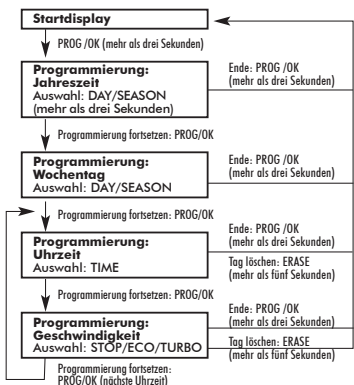 Startdisplay
PROG /OK (mehr als drei Sekunden)
Programmierung:
Jahreszeit
Auswahl: DAY/SEASON
(mehr als drei Sekunden)
Ende: PROG /OK
(mehr als drei Sekunden)
Programmierung fortsetzen: PROG/OK
Programmierung:
Wochentag
Auswahl: DAY/SEASON
Ende: PROG /OK
(mehr als drei Sekunden)
Programmierung fortsetzen: PROG/OK
Programmierung:
Uhrzeit
Auswahl: TIME
Ende: PROG /OK
(mehr als drei Sekunden)
Tag löschen: ERASE
(mehr als fünf Sekunden)
Programmierung fortsetzen: PROG/OK
Programmierung:
Geschwindigkeit
Auswahl: STOP/ECO/TURBO
Ende: PROG /OK
(mehr als drei Sekunden)
Tag löschen: ERASE
(mehr als fünf Sekunden)
Programmierung fortsetzen:
PROG/OK (nächste Uhrzeit)